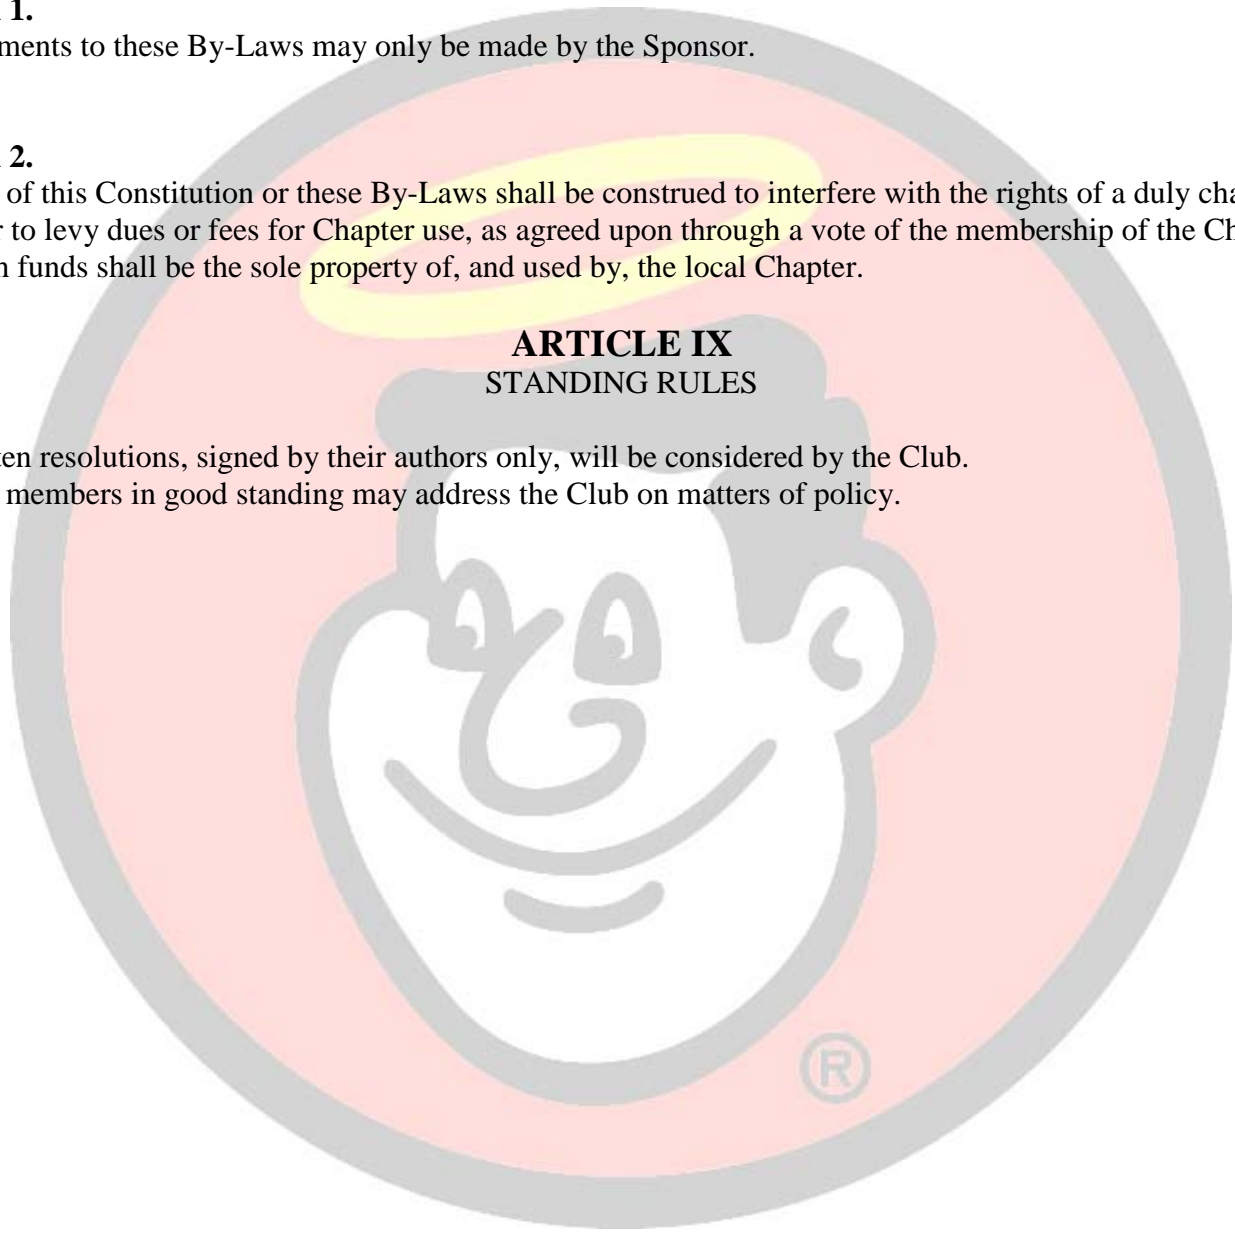 1.
ments to these By-Laws may only be made by the Sponsor.
2.
of this Constitution or these By-Laws shall be construed to interfere with the rights of a duly cha
r to levy dues or fees for Chapter use, as agreed upon through a vote of the membership of the Ch
n funds shall be the sole property of, and used by, the local Chapter.
ARTICLE IX
STANDING RULES
ten resolutions, signed by their authors only, will be considered by the Club.
members in good standing may address the Club on matters of policy.
®